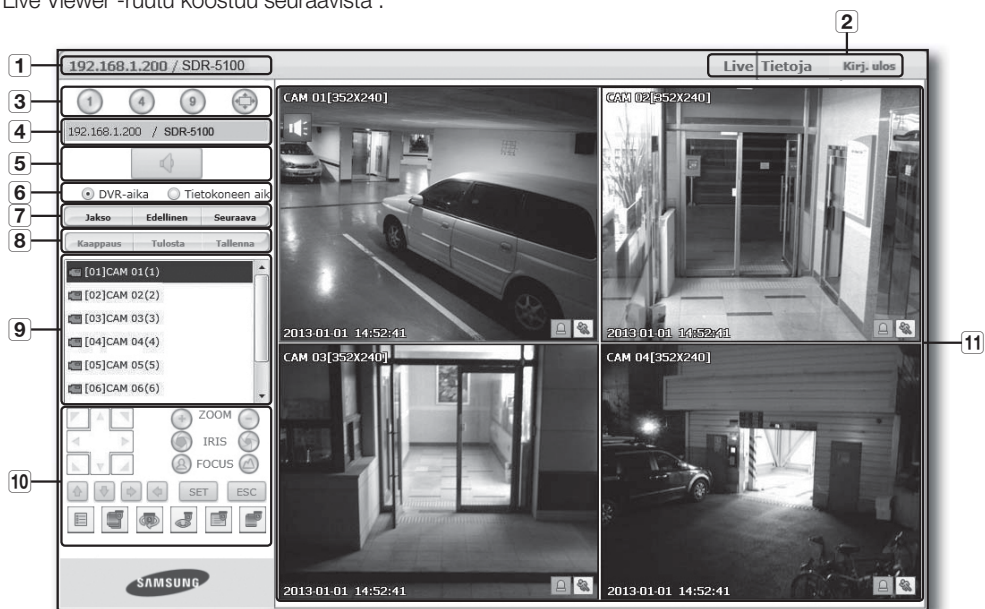 Live Viewer -ruutu koostuu seuraavista :
2
1
192.168.1.200 / SDR-5100
Live Tietoja Kirj. ulos
3
1 4 9
4
192.168.1.200 / SDR-5100
5
6
DVR-aika Tietokoneen aik
7
Jakso Edellinen Seuraava
8
Kaappaus Tulosta Tallenna
9
[01]CAM 01(1)
[02]CAM 02(2)
[03]CAM 03(3)
[04]CAM 04(4)
[05]CAM 05(5)
[06]CAM 06(6)
10
ZOOM
IRIS
FOCUS
SET ESC
SAMSUNG
CAM 01[352X240]
2013-01-01 14:52:41
CAM 02[352X240]
2013-01-01 14:52:41
CAM 03[352X240]
2013-01-01 14:52:41
CAM 04[352X240]
2013-01-01 14:52:41
11